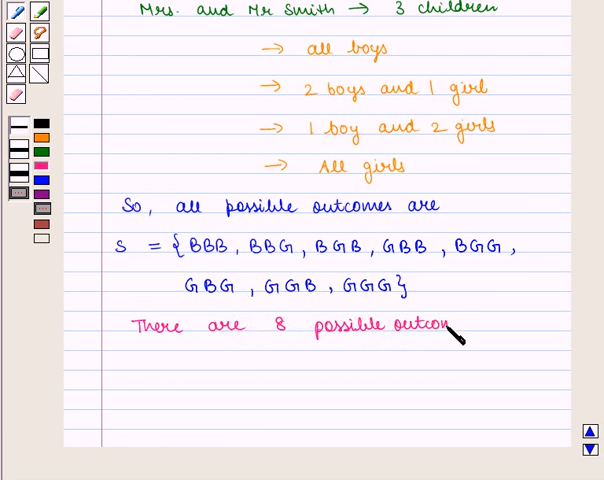 Mrs. and Mr Smith → 3 children
→ all boys
→ 2 boys and 1 girl
→ 1 boy and 2 girls
→ All girls
So, all possible outcomes are
S = {BBB, BBG, BGB, GBB, BGG,
GBG, GGB, GGG}
There are 8 possible outcom